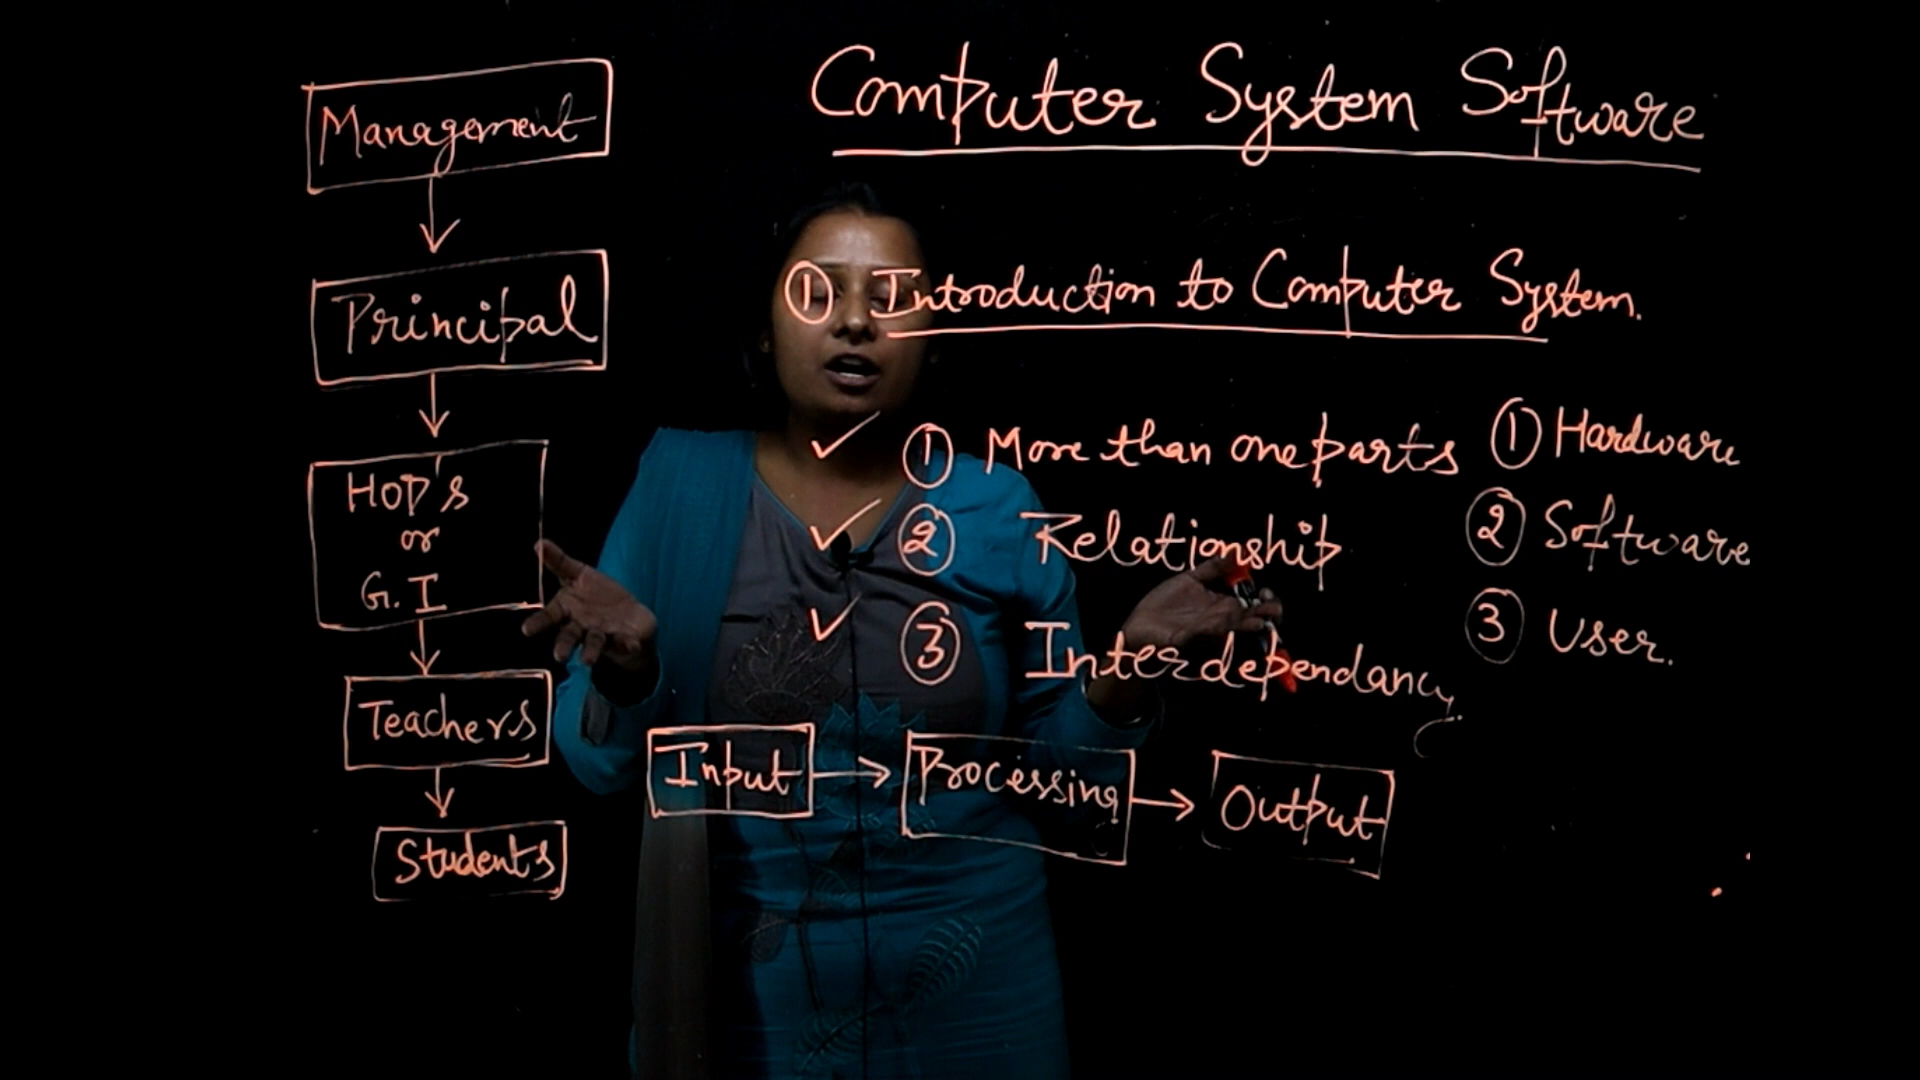 Computer System Software
① Introduction to Computer System.
Management
Principal
HOD's
or
G.I
Teachers
Students
① More than one parts
② Relationship
③ Interdependancy
① Hardware
② Software
③ User.
Input → Processing → Output